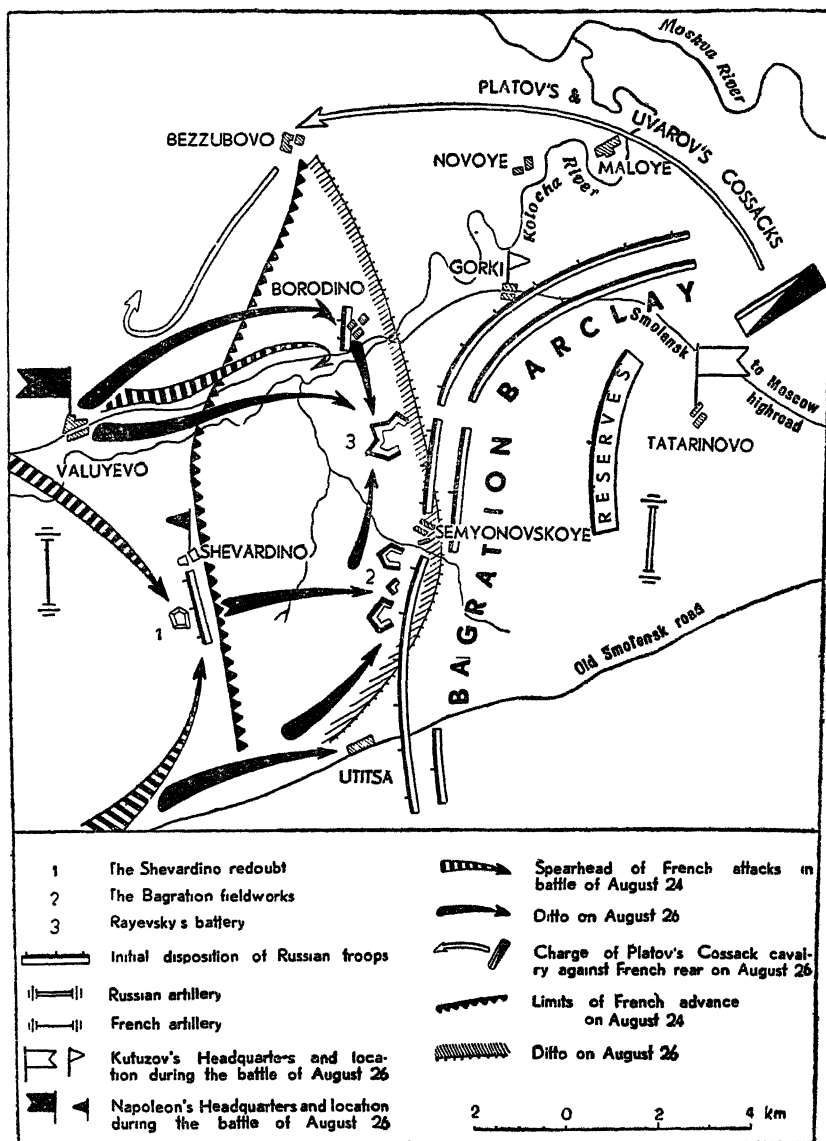 Moskva River
PLATOV'S &
UVAROV'S COSSACKS
BEZZUBOVO
NOVOYE
MALOYE
Kolocha River
GORKI
BORODINO
BARCLAY
Smolensk
to Moscow
highroad
3
RESERVES
TATARINOVO
VALUYEVO
SEMYONOVSKOYE
SHEVARDINO
2
BAGRATION
1
Old Smolensk road
UTITSA
1 The Shevardino redoubt
2 The Bagration fieldworks
3 Rayevsky's battery
Initial disposition of Russian troops
Russian artillery
French artillery
Kutuzov's Headquarters and loca-
tion during the battle of August 26
Napoleon's Headquarters and location
during the battle of August 26
Spearhead of French attacks in
battle of August 24
Ditto on August 26
Charge of Platov's Cossack caval-
ry against French rear on August 26
Limits of French advance
on August 24
Ditto on August 26
2 0 2 4 km